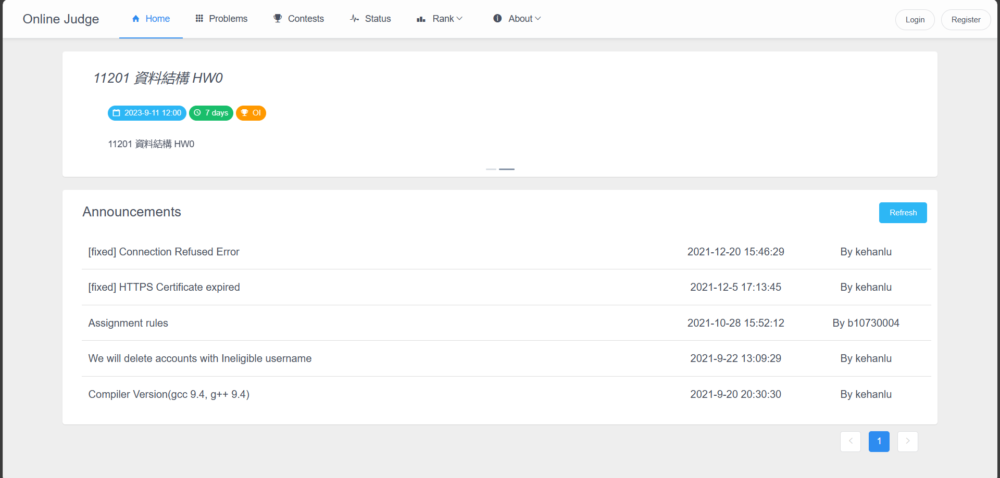 Online Judge Home Problems Contests Status Rank About Login Register
11201 資料結構 HW0
2023-9-11 12:00 7 days OI
11201 資料結構 HW0
Announcements Refresh
[fixed] Connection Refused Error 2021-12-20 15:46:29 By kehanlu
[fixed] HTTPS Certificate expired 2021-12-5 17:13:45 By kehanlu
Assignment rules 2021-10-28 15:52:12 By b10730004
We will delete accounts with Ineligible username 2021-9-22 13:09:29 By kehanlu
Compiler Version(gcc 9.4, g++ 9.4) 2021-9-20 20:30:30 By kehanlu
1